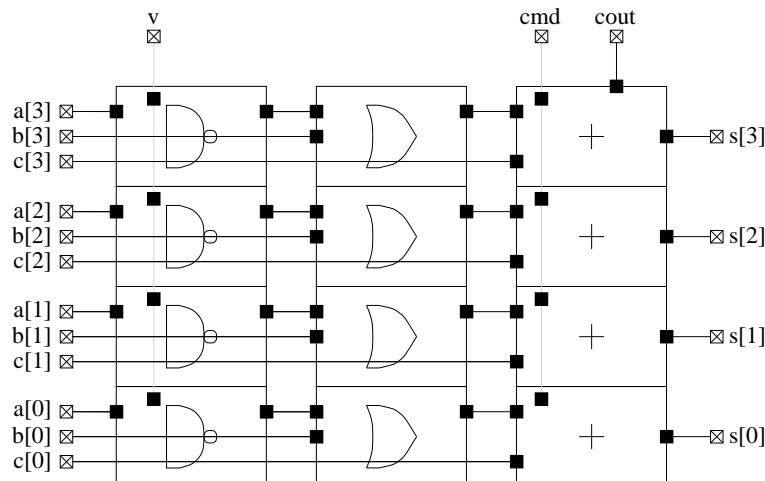 v cmd cout
a[3]
b[3] s[3]
c[3]
a[2]
b[2] s[2]
c[2]
a[1]
b[1] s[1]
c[1]
a[0]
b[0] s[0]
c[0]